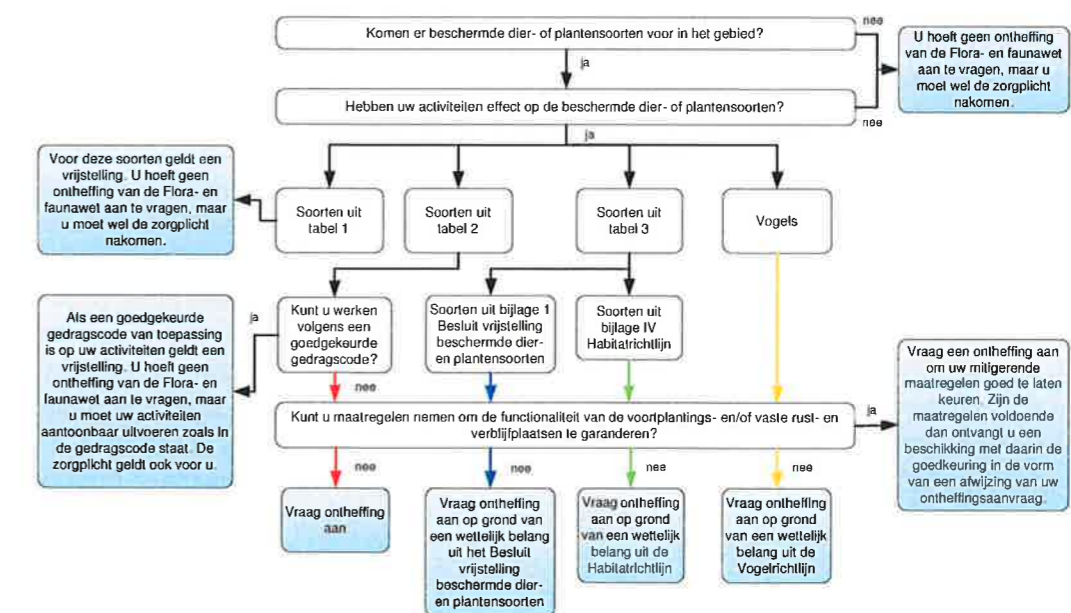 nee
Komen er beschermde dier- of plantensoorten voor in het gebied?
U hoeft geen ontheffing
van de Flora- en faunawet
aan te vragen, maar u
moet wel de zorgplicht
nakomen.
ja
Hebben uw activiteiten effect op de beschermde dier- of plantensoorten?
nee
ja
Voor deze soorten geldt een
vrijstelling. U hoeft geen
ontheffing van de Flora- en
faunawet aan te vragen, maar
u moet wel de zorgplicht
nakomen.
Soorten uit
tabel 1
Soorten uit
tabel 2
Soorten uit
tabel 3
Vogels
Als een goedgekeurde
gedragscode van toepassing
is op uw activiteiten geldt een
vrijstelling. U hoeft geen
ontheffing van de Flora- en
faunawet aan te vragen, maar
u moet uw activiteiten
aantoonbaar uitvoeren zoals in
de gedragscode staat. De
zorgplicht geldt ook voor u.
ja
Kunt u werken
volgens een
goedgekeurde
gedragscode?
Soorten uit bijlage 1
Besluit vrijstelling
beschermde dier-
en plantensoorten
Soorten uit
bijlage IV
Habitatrichtlijn
nee
Kunt u maatregelen nemen om de functionaliteit van de voortplantings- en/of vaste rust- en
verblijfplaatsen te garanderen?
ja
Vraag een ontheffing aan
om uw mitigerende
maatregelen goed te laten
keuren. Zijn de
maatregelen voldoende
dan ontvangt u een
beschikking met daarin de
goedkeuring in de vorm
van een afwijzing van uw
ontheffingsaanvraag.
nee
nee
nee
nee
Vraag ontheffing
aan
Vraag ontheffing
aan op grond van
een wettelijk belang
uit het Besluit
vrijstelling
beschermde dier-
en plantensoorten
Vraag ontheffing
aan op grond
van een wettelijk
belang uit de
Habitatrichtlijn
Vraag ontheffing
aan op grond
van een wettelijk
belang uit de
Vogelrichtlijn